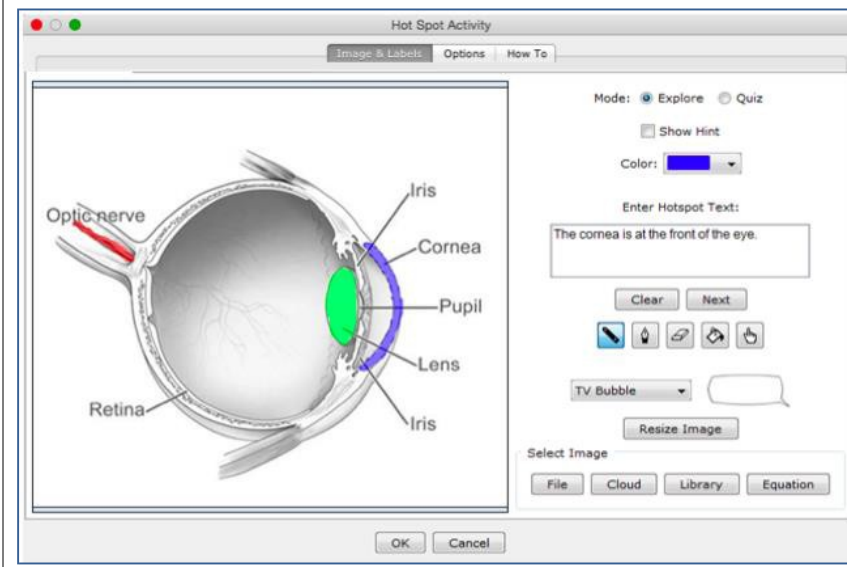 Hot Spot Activity
Image & Labels Options How To
Mode: Explore Quiz
Show Hint
Color:
Enter Hotspot Text:
The cornea is at the front of the eye.
Clear Next
TV Bubble
Resize Image
Select Image
File Cloud Library Equation
Optic nerve
Iris
Cornea
Pupil
Lens
Iris
Retina
OK Cancel